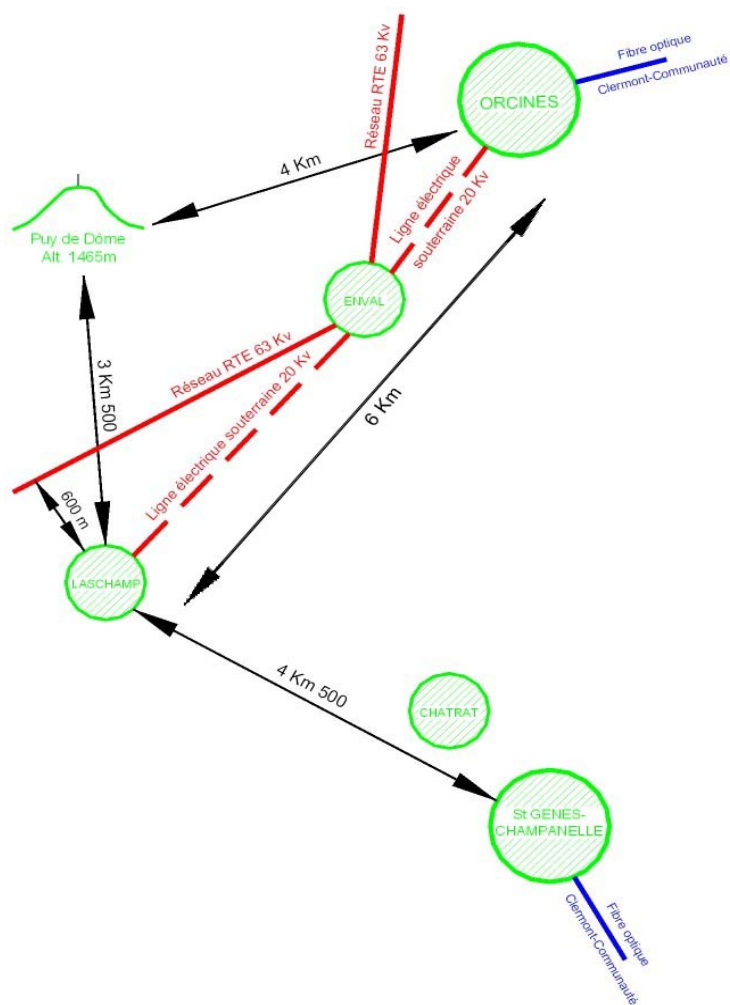 Réseau RTE 63 Kv
Fibre optique
Clermont-Communauté
ORCINES
4 Km
Ligne électrique
souterraine 20 Kv
Puy de Dôme
Alt. 1465m
ENVAL
Réseau RTE 63 Kv
3 Km 500
Ligne électrique souterraine 20 Kv
6 Km
600 m
LASCHAMP
4 Km 500
CHATRAT
St GENES-
CHAMPANELLE
Fibre optique
Clermont-Communauté